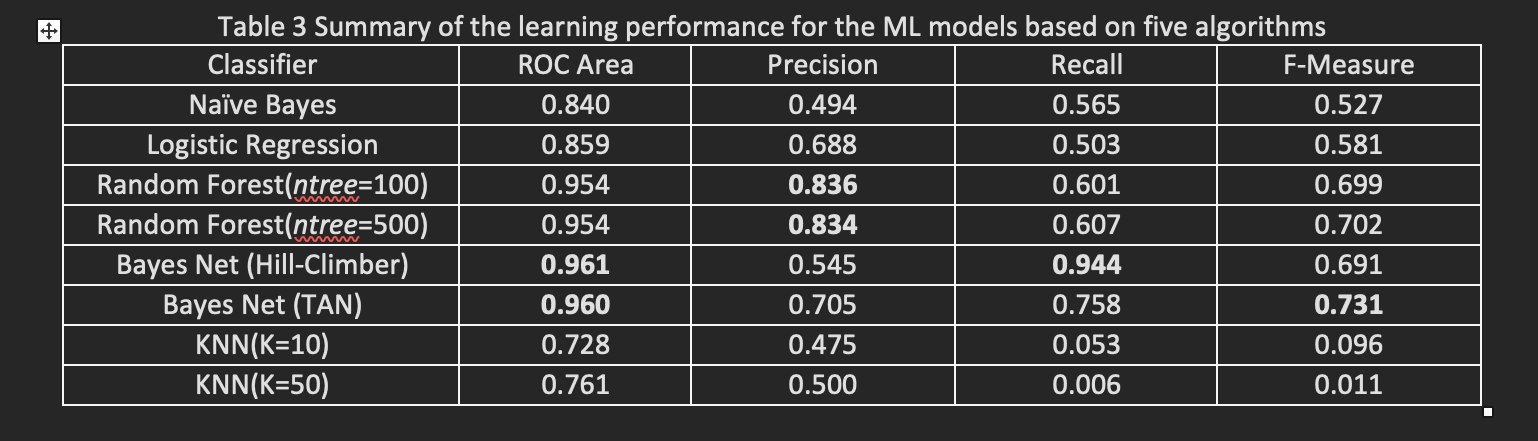 Table 3 Summary of the learning performance for the ML models based on five algorithms
Classifier ROC Area Precision Recall F-Measure
Naïve Bayes 0.840 0.494 0.565 0.527
Logistic Regression 0.859 0.688 0.503 0.581
Random Forest(ntree=100) 0.954 0.836 0.601 0.699
Random Forest(ntree=500) 0.954 0.834 0.607 0.702
Bayes Net (Hill-Climber) 0.961 0.545 0.944 0.691
Bayes Net (TAN) 0.960 0.705 0.758 0.731
KNN(K=10) 0.728 0.475 0.053 0.096
KNN(K=50) 0.761 0.500 0.006 0.011